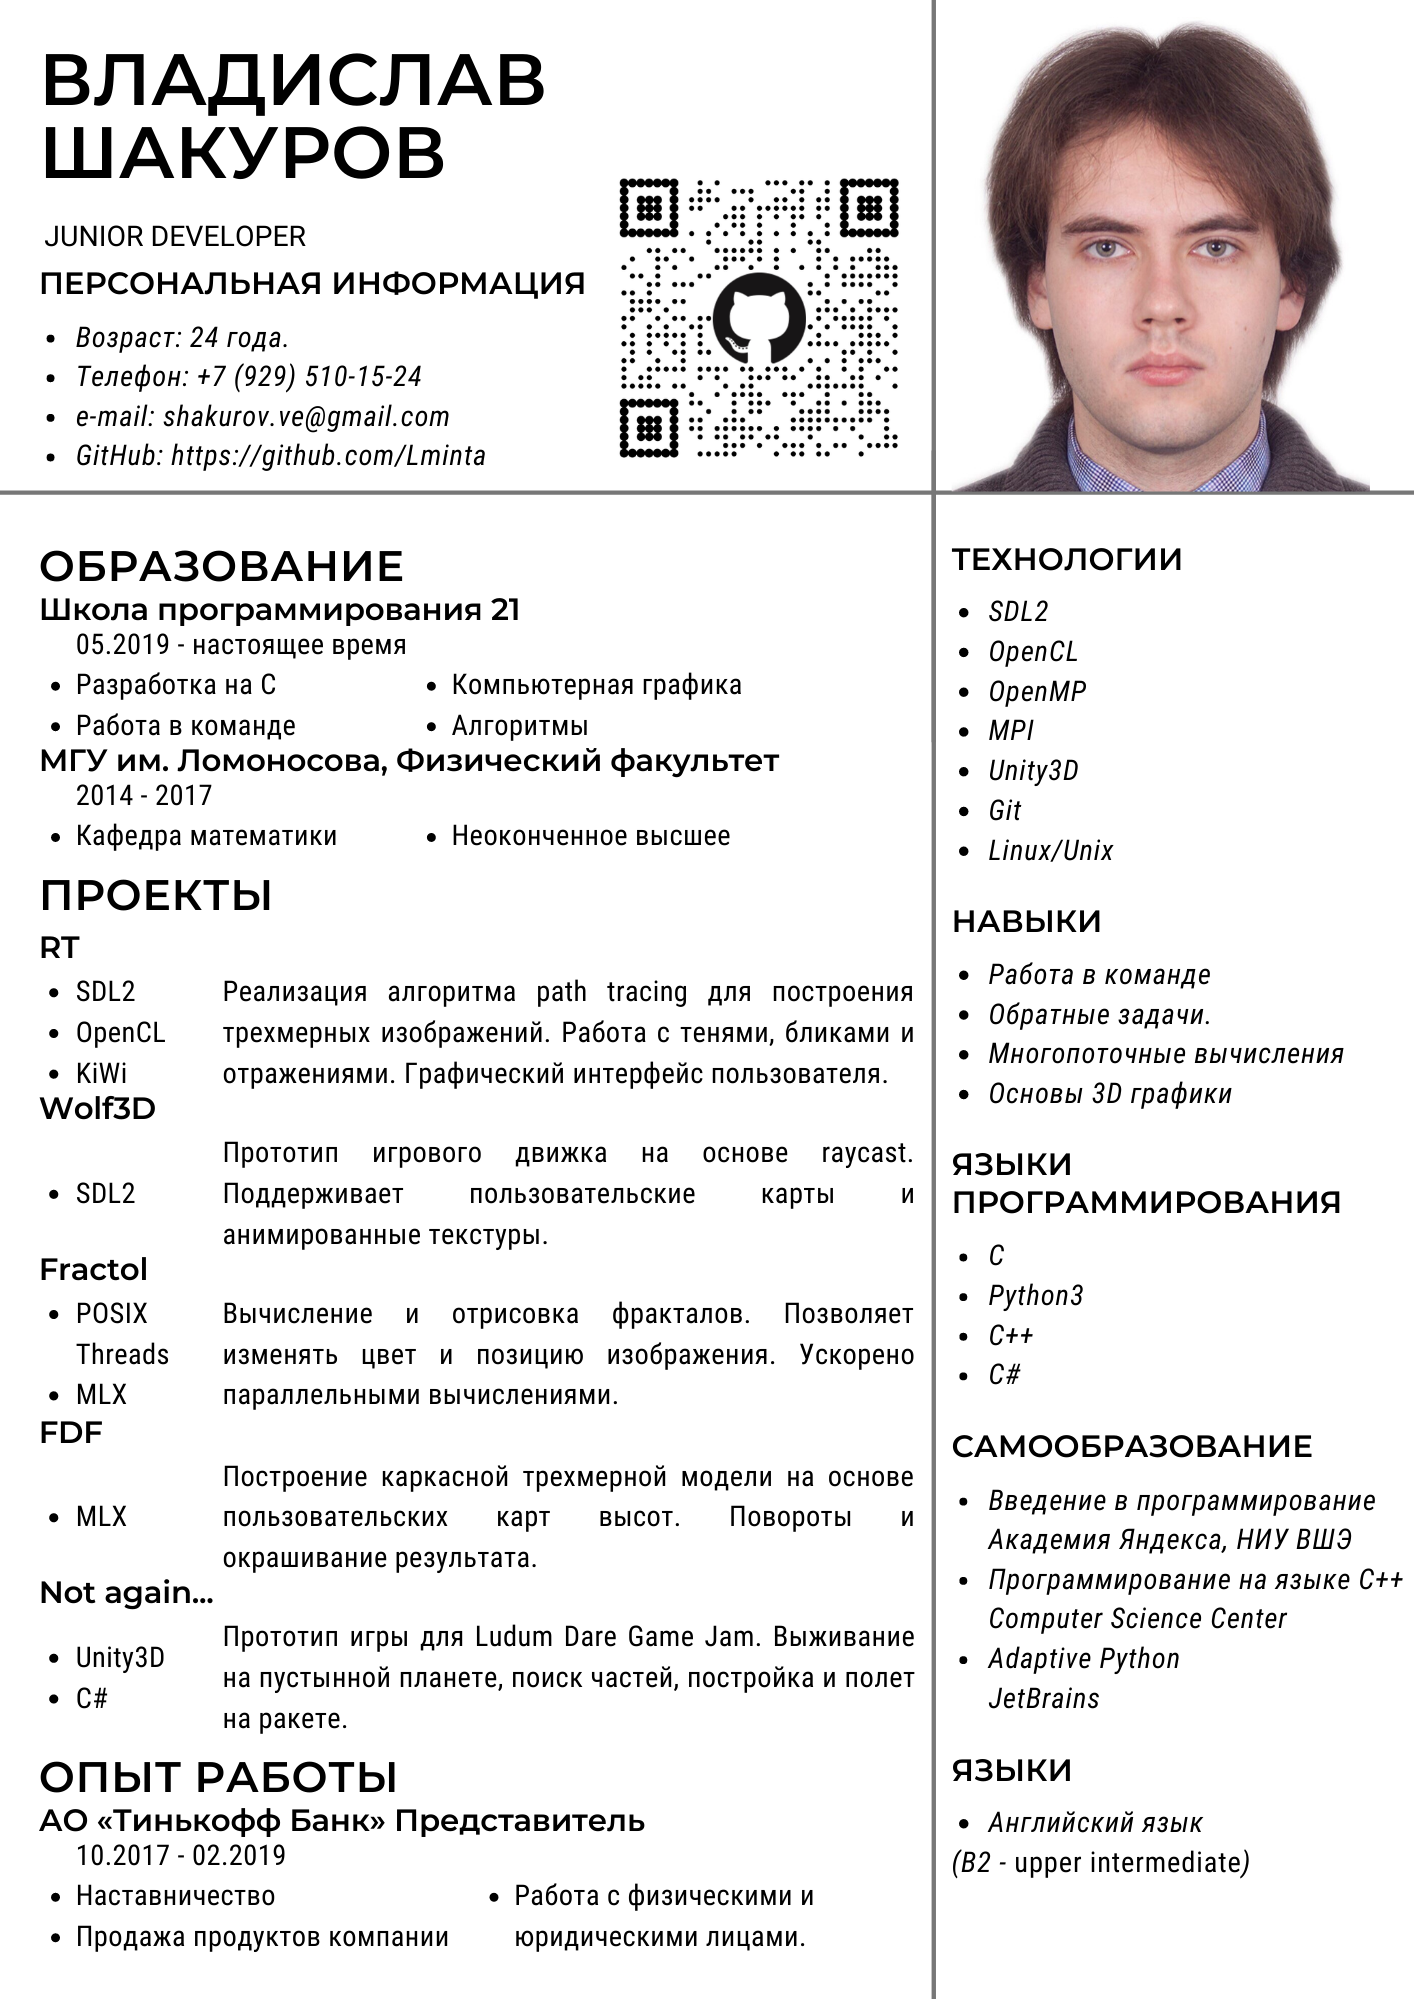 ВЛАДИСЛАВ
ШАКУРОВ
JUNIOR DEVELOPER
ПЕРСОНАЛЬНАЯ ИНФОРМАЦИЯ
• Возраст: 24 года.
• Телефон: +7 (929) 510-15-24
• e-mail: shakurov.ve@gmail.com
• GitHub: https://github.com/Lminta
ОБРАЗОВАНИЕ
Школа программирования 21
05.2019 - настоящее время
• Разработка на С
• Работа в команде
• Компьютерная графика
• Алгоритмы
МГУ им. Ломоносова, Физический факультет
2014 - 2017
• Кафедра математики
• Неоконченное высшее
ПРОЕКТЫ
RT
• SDL2
• OpenCL
• KiWi
Реализация алгоритма path tracing для построения
трехмерных изображений. Работа с тенями, бликами и
отражениями. Графический интерфейс пользователя.
Wolf3D
• SDL2
Прототип игрового движка на основе raycast.
Поддерживает пользовательские карты и
анимированные текстуры.
Fractol
• POSIX
Threads
• MLX
Вычисление и отрисовка фракталов. Позволяет
изменять цвет и позицию изображения. Ускорено
параллельными вычислениями.
FDF
• MLX
Построение каркасной трехмерной модели на основе
пользовательских карт высот. Повороты и
окрашивание результата.
Not again...
• Unity3D
• C#
Прототип игры для Ludum Dare Game Jam. Выживание
на пустынной планете, поиск частей, постройка и полет
на ракете.
ОПЫТ РАБОТЫ
АО «Тинькофф Банк» Представитель
10.2017 - 02.2019
• Наставничество
• Продажа продуктов компании
• Работа с физическими и
юридическими лицами.
ТЕХНОЛОГИИ
• SDL2
• OpenCL
• OpenMP
• MPI
• Unity3D
• Git
• Linux/Unix
НАВЫКИ
• Работа в команде
• Обратные задачи.
• Многопоточные вычисления
• Основы 3D графики
ЯЗЫКИ
ПРОГРАММИРОВАНИЯ
• C
• Python3
• C++
• C#
САМООБРАЗОВАНИЕ
• Введение в программирование
Академия Яндекса, НИУ ВШЭ
• Программирование на языке C++
Computer Science Center
• Adaptive Python
JetBrains
ЯЗЫКИ
• Английский язык
(B2 - upper intermediate)